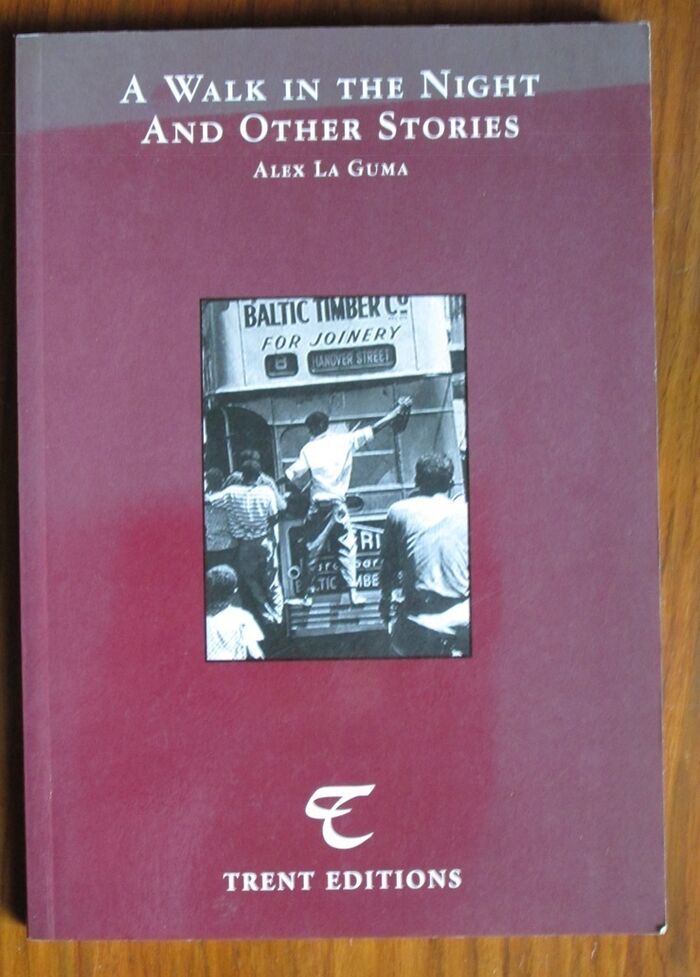 A WALK IN THE NIGHT
AND OTHER STORIES
ALEX LA GUMA
BALTIC TIMBER Co
FOR JOINERY
8 HANOVER STREET
TRENT EDITIONS